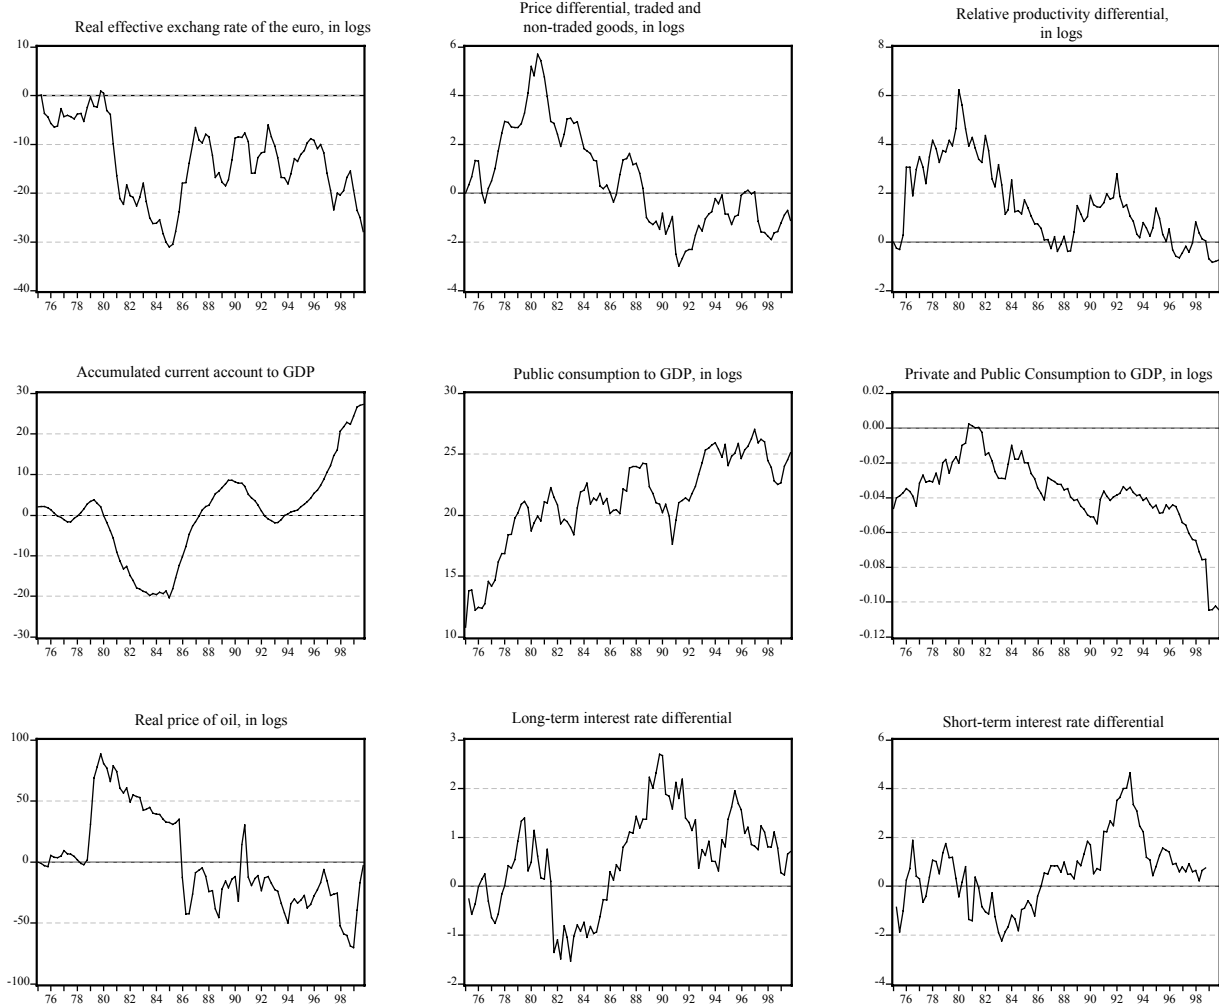 Real effective exchang rate of the euro, in logs
10
0
-10
-20
-30
-40
76 78 80 82 84 86 88 90 92 94 96 98
Price differential, traded and
non-traded goods, in logs
6
4
2
0
-2
-4
76 78 80 82 84 86 88 90 92 94 96 98
Relative productivity differential,
in logs
8
6
4
2
0
-2
76 78 80 82 84 86 88 90 92 94 96 98
Accumulated current account to GDP
30
20
10
0
-10
-20
-30
76 78 80 82 84 86 88 90 92 94 96 98
Public consumption to GDP, in logs
30
25
20
15
10
76 78 80 82 84 86 88 90 92 94 96 98
Private and Public Consumption to GDP, in logs
0.02
0.00
-0.02
-0.04
-0.06
-0.08
-0.10
-0.12
76 78 80 82 84 86 88 90 92 94 96 98
Real price of oil, in logs
100
50
0
-50
-100
76 78 80 82 84 86 88 90 92 94 96 98
Long-term interest rate differential
3
2
1
0
-1
-2
76 78 80 82 84 86 88 90 92 94 96 98
Short-term interest rate differential
6
4
2
0
-2
-4
76 78 80 82 84 86 88 90 92 94 96 98